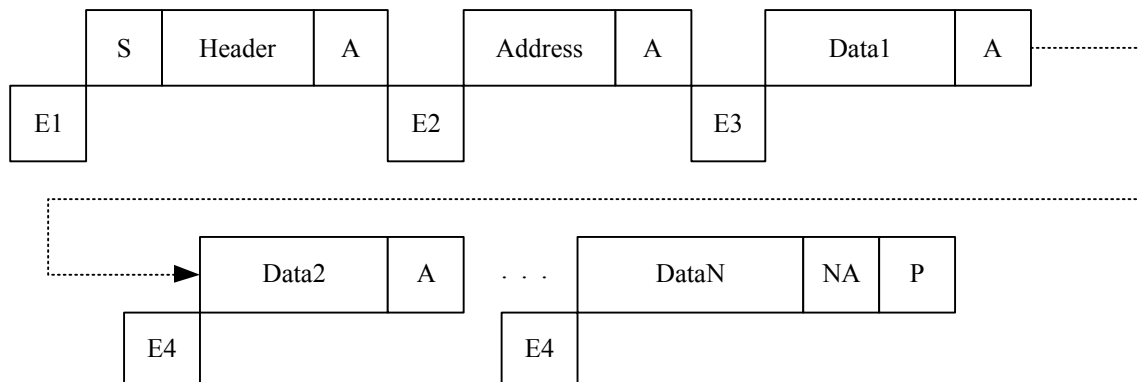 S Header A Address A Data1 A
E1 E2 E3
Data2 A . . . DataN NA P
E4 E4